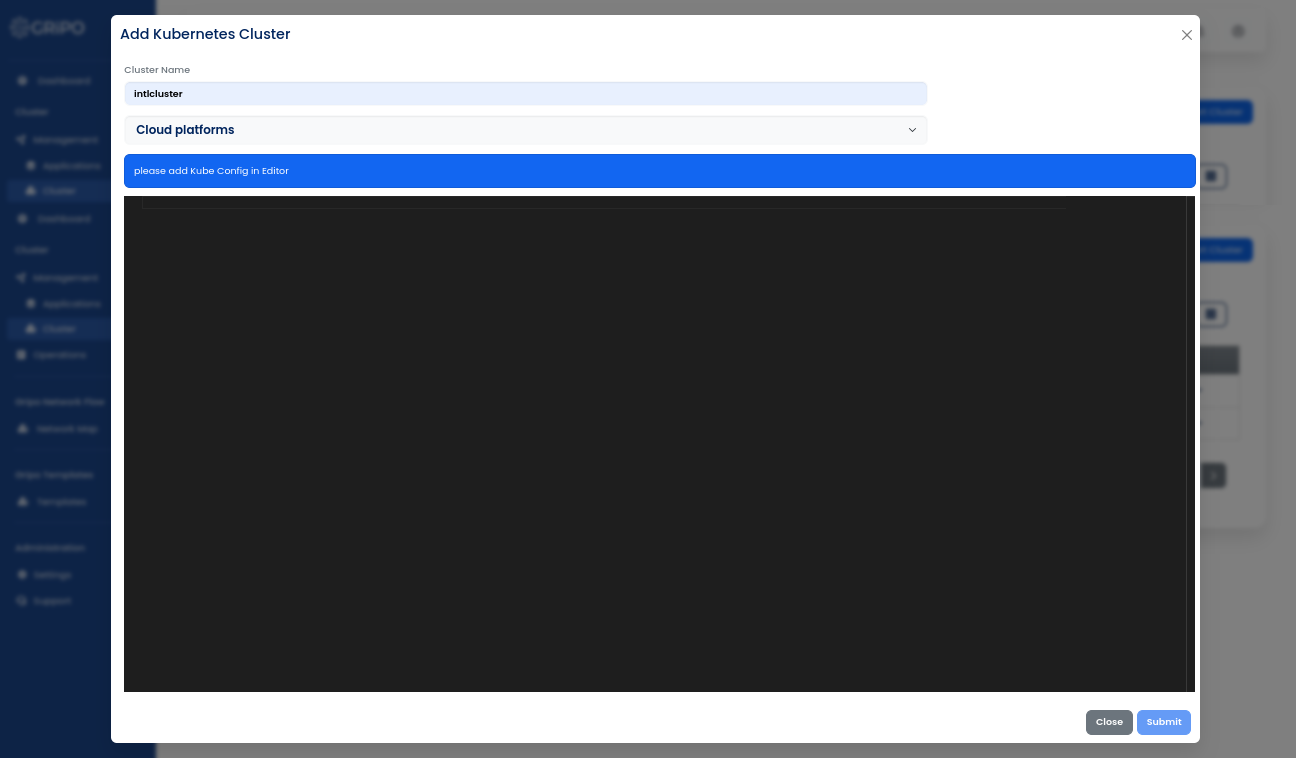 GRIPO
Add Kubernetes Cluster
Dashboard
Cluster Name
Cluster
intlcluster
Cluster
Management
Cloud platforms
Applications
please add Kube Config in Editor
Cluster
Dashboard
Cluster
Cluster
Management
Applications
Cluster
Operations
Gripo Network Flow
Network Map
Gripo Templates
Templates
Administration
Settings
Support
Close
Submit